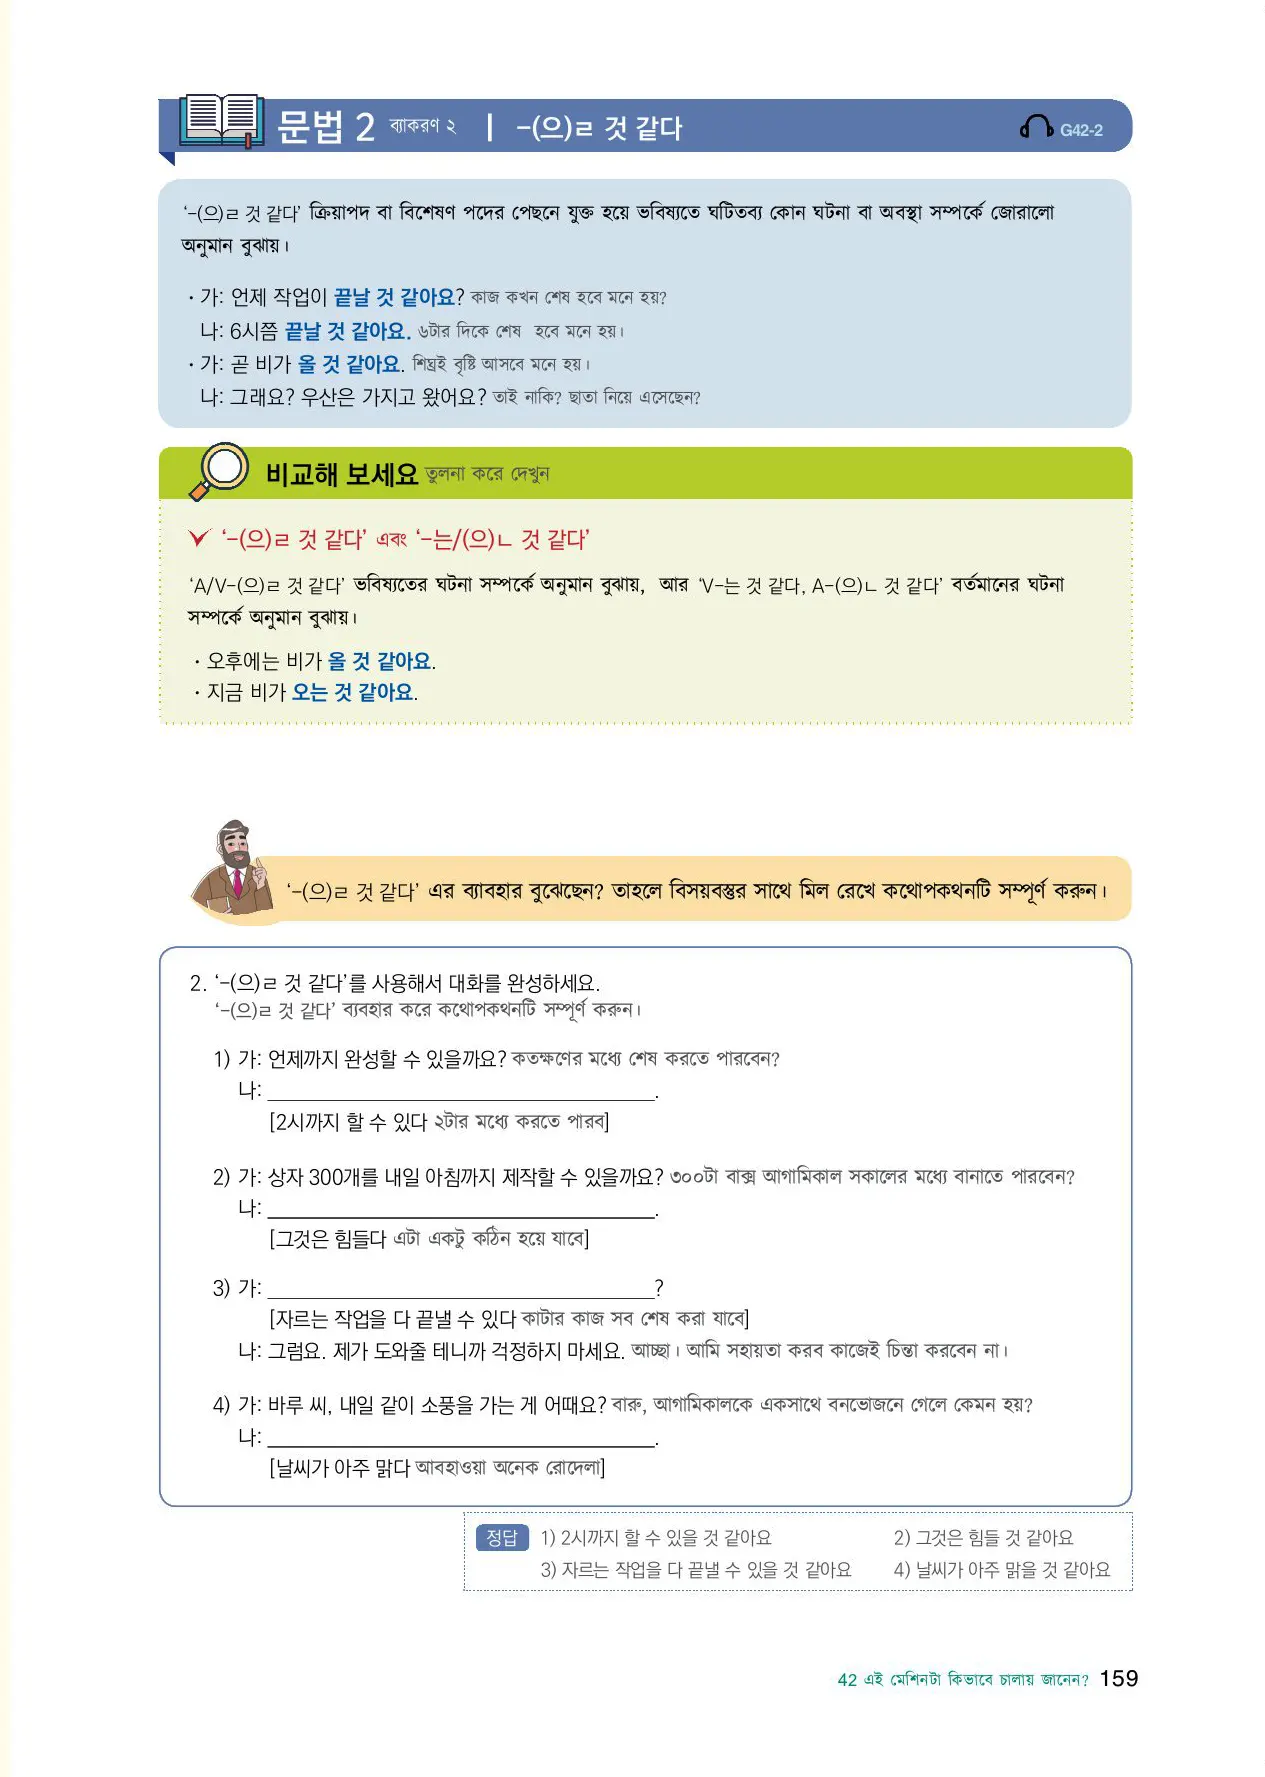 문법 2 ব্যাকরণ ২ | -(으)ㄹ 것 같다 G42-2
‘-(으)ㄹ 것 같다’ ক্রিয়াপদ বা বিশেষণ পদের পেছনে যুক্ত হয়ে ভবিষ্যতে ঘটিতব্য কোন ঘটনা বা অবস্থা সম্পর্কে জোরালো
অনুমান বুঝায়।
· 가: 언제 작업이 끝날 것 같아요? কাজ কখন শেষ হবে মনে হয়?
나: 6시쯤 끝날 것 같아요. ৬টার দিকে শেষ হবে মনে হয়।
· 가: 곧 비가 올 것 같아요. শিঘ্রই বৃষ্টি আসবে মনে হয়।
나: 그래요? 우산은 가지고 왔어요? তাই নাকি? ছাতা নিয়ে এসেছেন?
비교해 보세요 তুলনা করে দেখুন
‘-(으)ㄹ 것 같다’ এবং ‘-는/(으)ㄴ 것 같다’
‘A/V-(으)ㄹ 것 같다’ ভবিষ্যতের ঘটনা সম্পর্কে অনুমান বুঝায়, আর ‘V-는 것 같다, A-(으)ㄴ 것 같다’ বর্তমানের ঘটনা
সম্পর্কে অনুমান বুঝায়।
· 오후에는 비가 올 것 같아요.
· 지금 비가 오는 것 같아요.
‘-(으)ㄹ 것 같다’ এর ব্যাবহার বুঝেছেন? তাহলে বিসয়বস্তুর সাথে মিল রেখে কথোপকথনটি সম্পূর্ণ করুন।
2. ‘-(으)ㄹ 것 같다’를 사용해서 대화를 완성하세요.
‘-(으)ㄹ 것 같다’ ব্যবহার করে কথোপকথনটি সম্পূর্ণ করুন।
1) 가: 언제까지 완성할 수 있을까요? কতক্ষণের মধ্যে শেষ করতে পারবেন?
나: ______________________.
[2시까지 할 수 있다 ২টার মধ্যে করতে পারব]
2) 가: 상자 300개를 내일 아침까지 제작할 수 있을까요? ৩০০টা বাক্স আগামিকাল সকালের মধ্যে বানাতে পারবেন?
나: ______________________.
[그것은 힘들다 এটা একটু কঠিন হয়ে যাবে]
3) 가: ______________________?
[자르는 작업을 다 끝낼 수 있다 কাটার কাজ সব শেষ করা যাবে]
나: 그럼요. 제가 도와줄 테니까 걱정하지 마세요. আচ্ছা। আমি সহায়তা করব কাজেই চিন্তা করবেন না।
4) 가: 바루 씨, 내일 같이 소풍을 가는 게 어때요? বারু, আগামিকালকে একসাথে বনভোজনে গেলে কেমন হয়?
나: ______________________.
[날씨가 아주 맑다 আবহাওয়া অনেক রোদেলা]
정답 1) 2시까지 할 수 있을 것 같아요 2) 그것은 힘들 것 같아요
3) 자르는 작업을 다 끝낼 수 있을 것 같아요 4) 날씨가 아주 맑을 것 같아요
42 এই মেশিনটা কিভাবে চালায় জানেন? 159